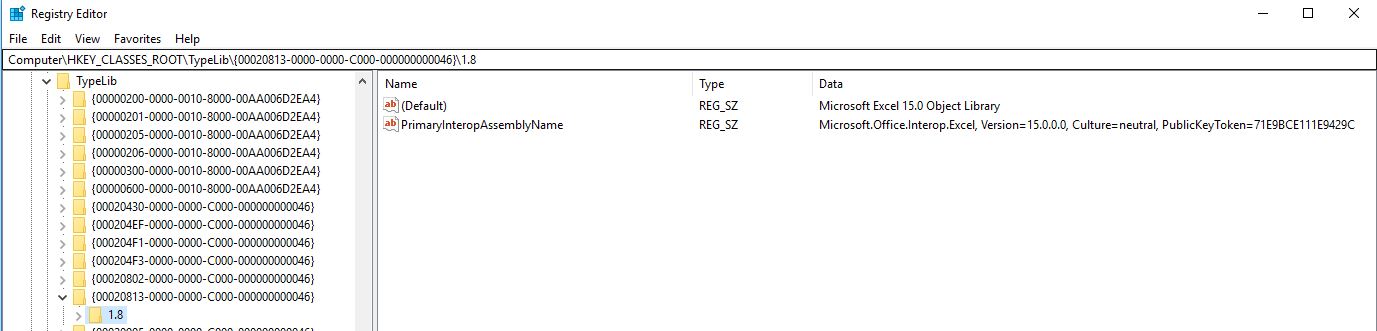 Registry Editor
File Edit View Favorites Help
Computer\HKEY_CLASSES_ROOT\TypeLib\{00020813-0000-0000-C000-000000000046}\1.8
TypeLib
{00000200-0000-0010-8000-00AA006D2EA4}
{00000201-0000-0010-8000-00AA006D2EA4}
{00000205-0000-0010-8000-00AA006D2EA4}
{00000206-0000-0010-8000-00AA006D2EA4}
{00000300-0000-0010-8000-00AA006D2EA4}
{00000600-0000-0010-8000-00AA006D2EA4}
{00020430-0000-0000-C000-000000000046}
{000204EF-0000-0000-C000-000000000046}
{000204F1-0000-0000-C000-000000000046}
{000204F3-0000-0000-C000-000000000046}
{00020802-0000-0000-C000-000000000046}
{00020813-0000-0000-C000-000000000046}
1.8
Name Type Data
ab (Default) REG_SZ Microsoft Excel 15.0 Object Library
ab PrimaryInteropAssemblyName REG_SZ Microsoft.Office.Interop.Excel, Version=15.0.0.0, Culture=neutral, PublicKeyToken=71E9BCE111E9429C